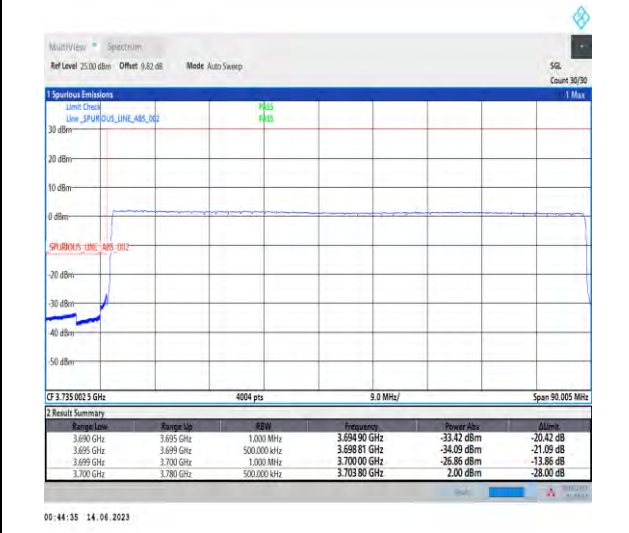 MultiView Spectrum
Ref Level 25.00 dBm Offset 9.82 dB Mode Auto Sweep SGL
Count 30/30
1 Spurious Emissions 1 Max
Limit Check PASS
Line _SPURIOUS_LINE_ABS_002 PASS
30 dBm
20 dBm
10 dBm
0 dBm
_SPURIOUS_LINE_ABS_002
-20 dBm
-30 dBm
-40 dBm
-50 dBm
CF 3.735 002 5 GHz 4004 pts 9.0 MHz/ Span 90.005 MHz
2 Result Summary
Range Low Range Up RBW Frequency Power Abs ΔLimit
3.690 GHz 3.695 GHz 1.000 MHz 3.694 90 GHz -33.42 dBm -20.42 dB
3.695 GHz 3.699 GHz 500.000 kHz 3.698 81 GHz -34.09 dBm -21.09 dB
3.699 GHz 3.700 GHz 1.000 MHz 3.700 00 GHz -26.86 dBm -13.86 dB
3.700 GHz 3.780 GHz 500.000 kHz 3.703 80 GHz 2.00 dBm -28.00 dB
00:44:35 14.06.2023